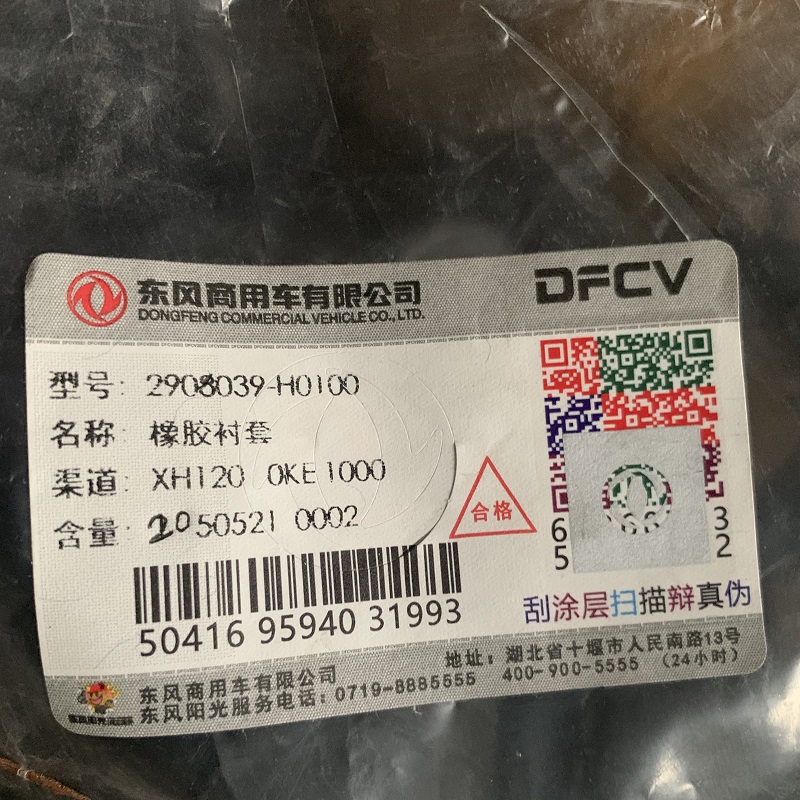 东风商用车有限公司
DONGFENG COMMERCIAL VEHICLE CO., LTD.
DFCV
型号: 2908039-H0100
名称: 橡胶衬套
渠道: XH120 0KE1000
含量: 2050521 0002
合格
6 3
5 2
50416 95940 31993
刮涂层扫描辩真伪
东风商用车有限公司 地址: 湖北省十堰市人民南路13号
东风阳光服务电话: 0719-8885555 400-900-5555 (24小时)